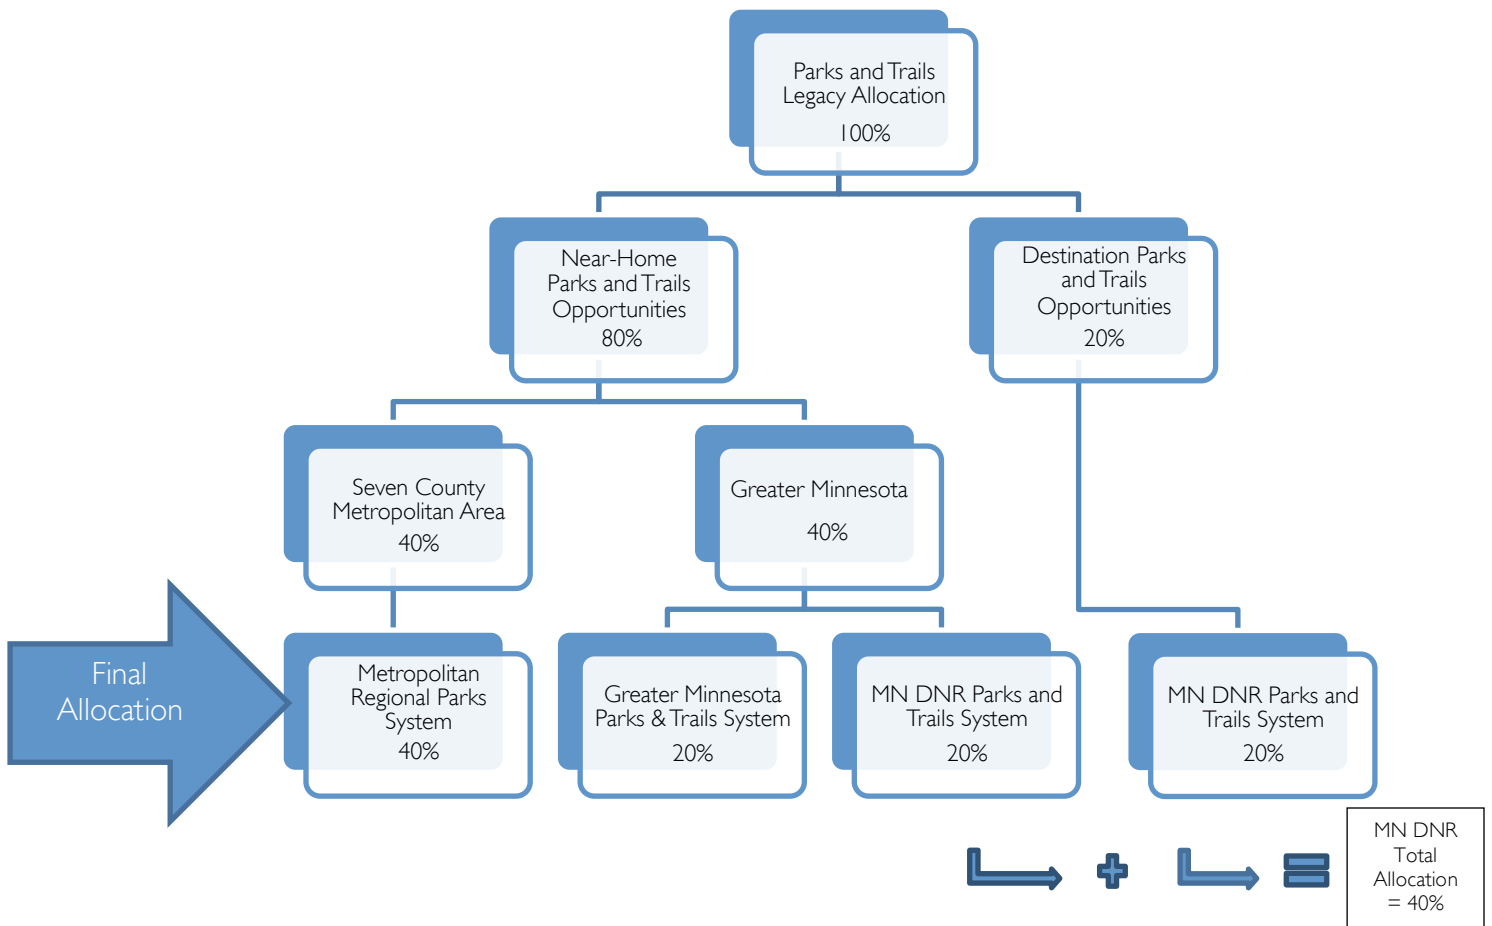 Parks and Trails
Legacy Allocation
100%
Near-Home
Parks and Trails
Opportunities
80%
Destination Parks
and Trails
Opportunities
20%
Seven County
Metropolitan Area
40%
Greater Minnesota
40%
Final
Allocation
Metropolitan
Regional Parks
System
40%
Greater Minnesota
Parks & Trails System
20%
MN DNR Parks and
Trails System
20%
MN DNR Parks and
Trails System
20%
MN DNR
Total
Allocation
= 40%